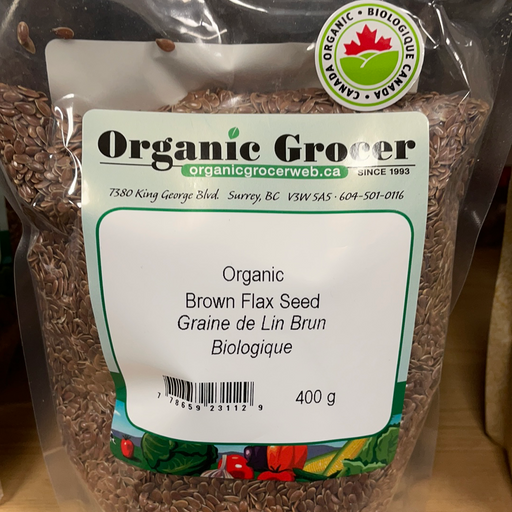 CANADA ORGANIC • BIOLOGIQUE CANADA •
Organic Grocer
organicgrocerweb.ca
SINCE 1993
7380 King George Blvd. Surrey, BC V3W 5A5 · 604-501-0116
Organic
Brown Flax Seed
Graine de Lin Brun
Biologique
7 78659 23112 9
400 g